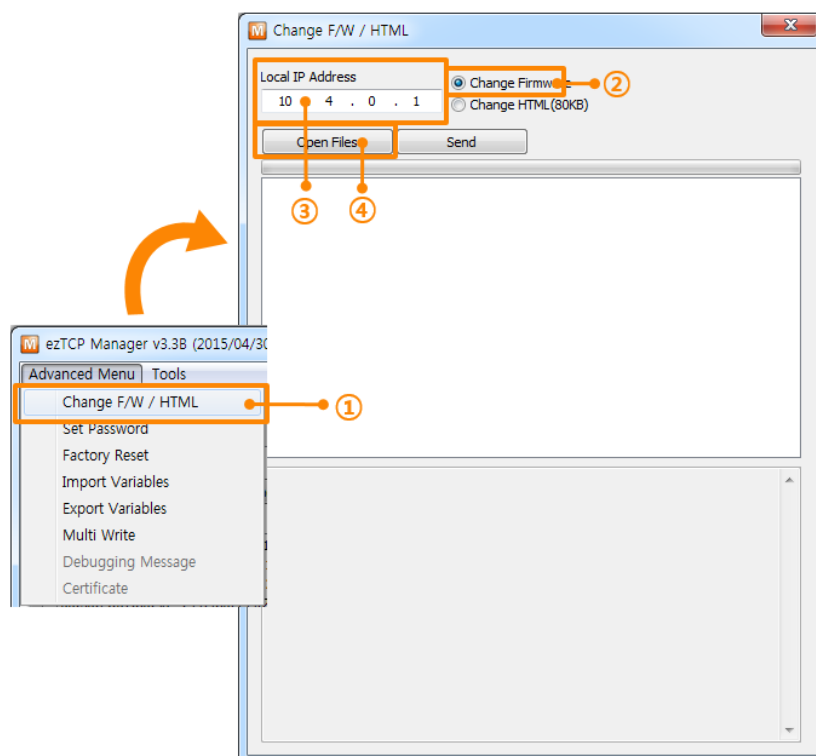 M Change F/W / HTML
Local IP Address
10 . 4 . 0 . 1
Change Firmware
②
Change HTML(80KB)
Open Files
Send
③
④
M ezTCP Manager v3.3B (2015/04/30
Advanced Menu Tools
Change F/W / HTML
①
Set Password
Factory Reset
Import Variables
Export Variables
Multi Write
Debugging Message
Certificate